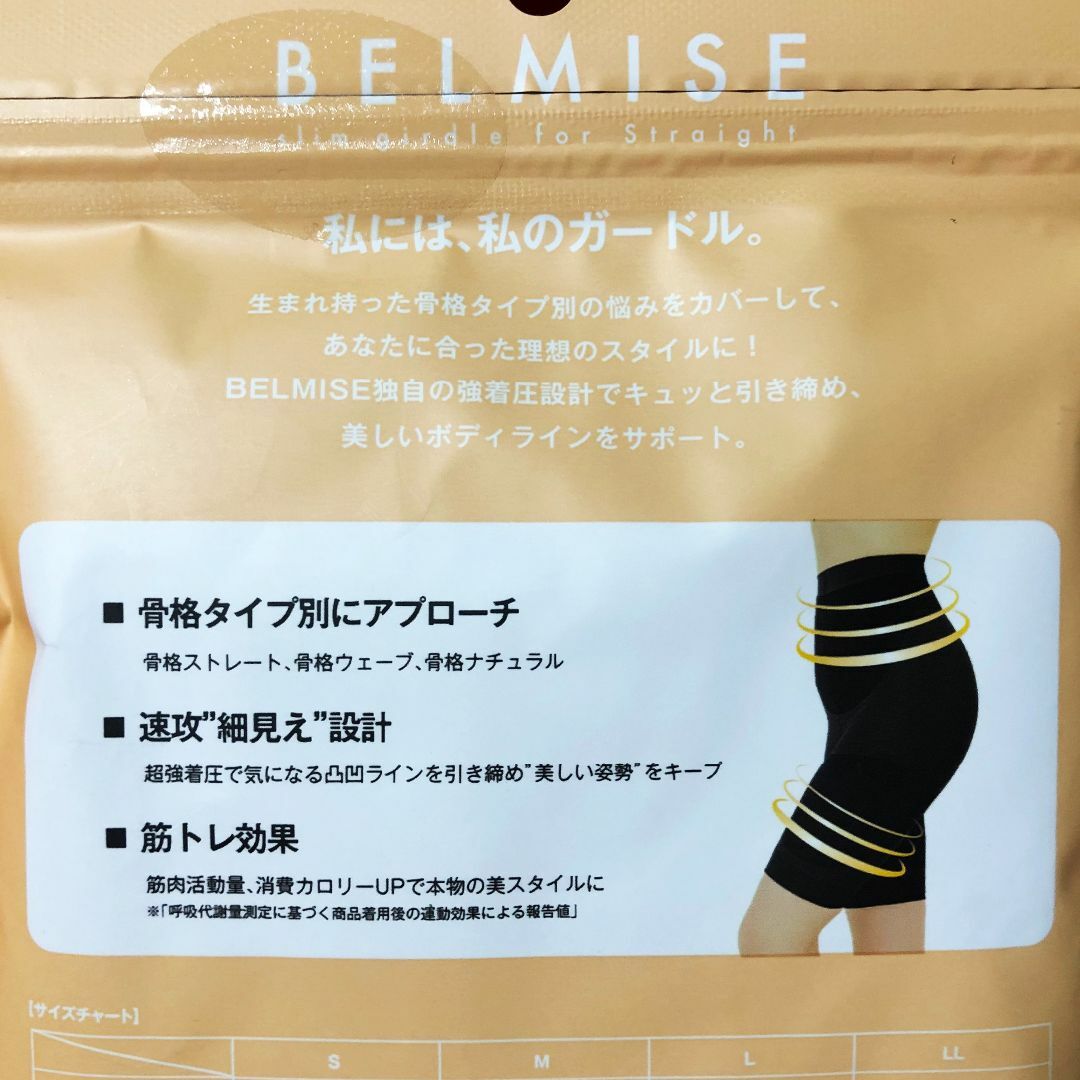 BELMISE
slim girdle for Straight
私には、私のガードル。
生まれ持った骨格タイプ別の悩みをカバーして、
あなたに合った理想のスタイルに！
BELMISE独自の強着圧設計でキュッと引き締め、
美しいボディラインをサポート。
■ 骨格タイプ別にアプローチ
骨格ストレート、骨格ウェーブ、骨格ナチュラル
■ 速攻”細見え”設計
超強着圧で気になる凸凹ラインを引き締め”美しい姿勢”をキープ
■ 筋トレ効果
筋肉活動量、消費カロリーUPで本物の美スタイルに
※「呼吸代謝量測定に基づく商品着用後の運動効果による報告値」
【サイズチャート】
S M L LL